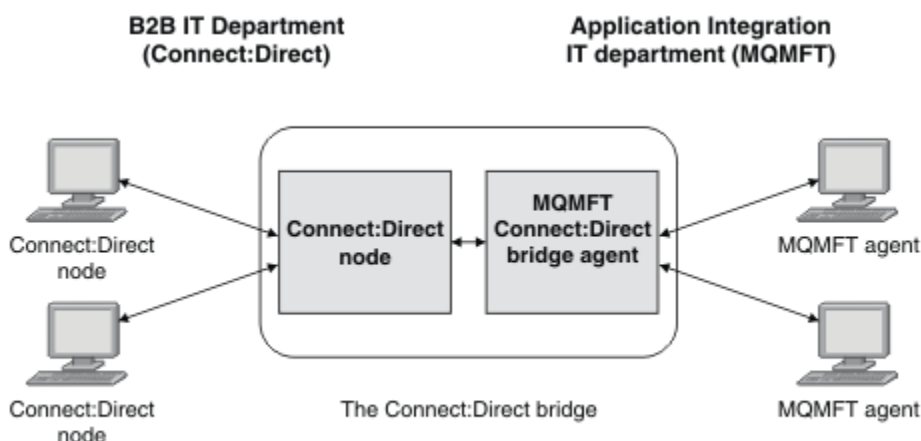 B2B IT Department
(Connect:Direct)
Application Integration
IT department (MQMFT)
Connect:Direct
node
Connect:Direct
node
MQMFT
Connect:Direct
bridge agent
MQMFT agent
Connect:Direct
node
The Connect:Direct bridge
MQMFT agent